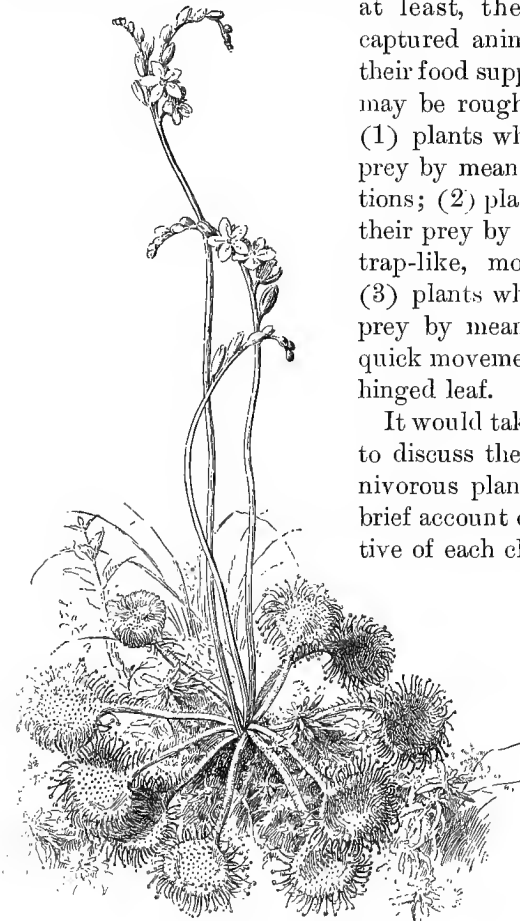 at least, the
captured anim
their food supp
may be rough
(1) plants wh
prey by mean
tions; (2) pla
their prey by
trap-like, mo
(3) plants wh
prey by mean
quick moveme
hinged leaf.
It would tak
to discuss the
nivorous plan
brief account o
tive of each cl